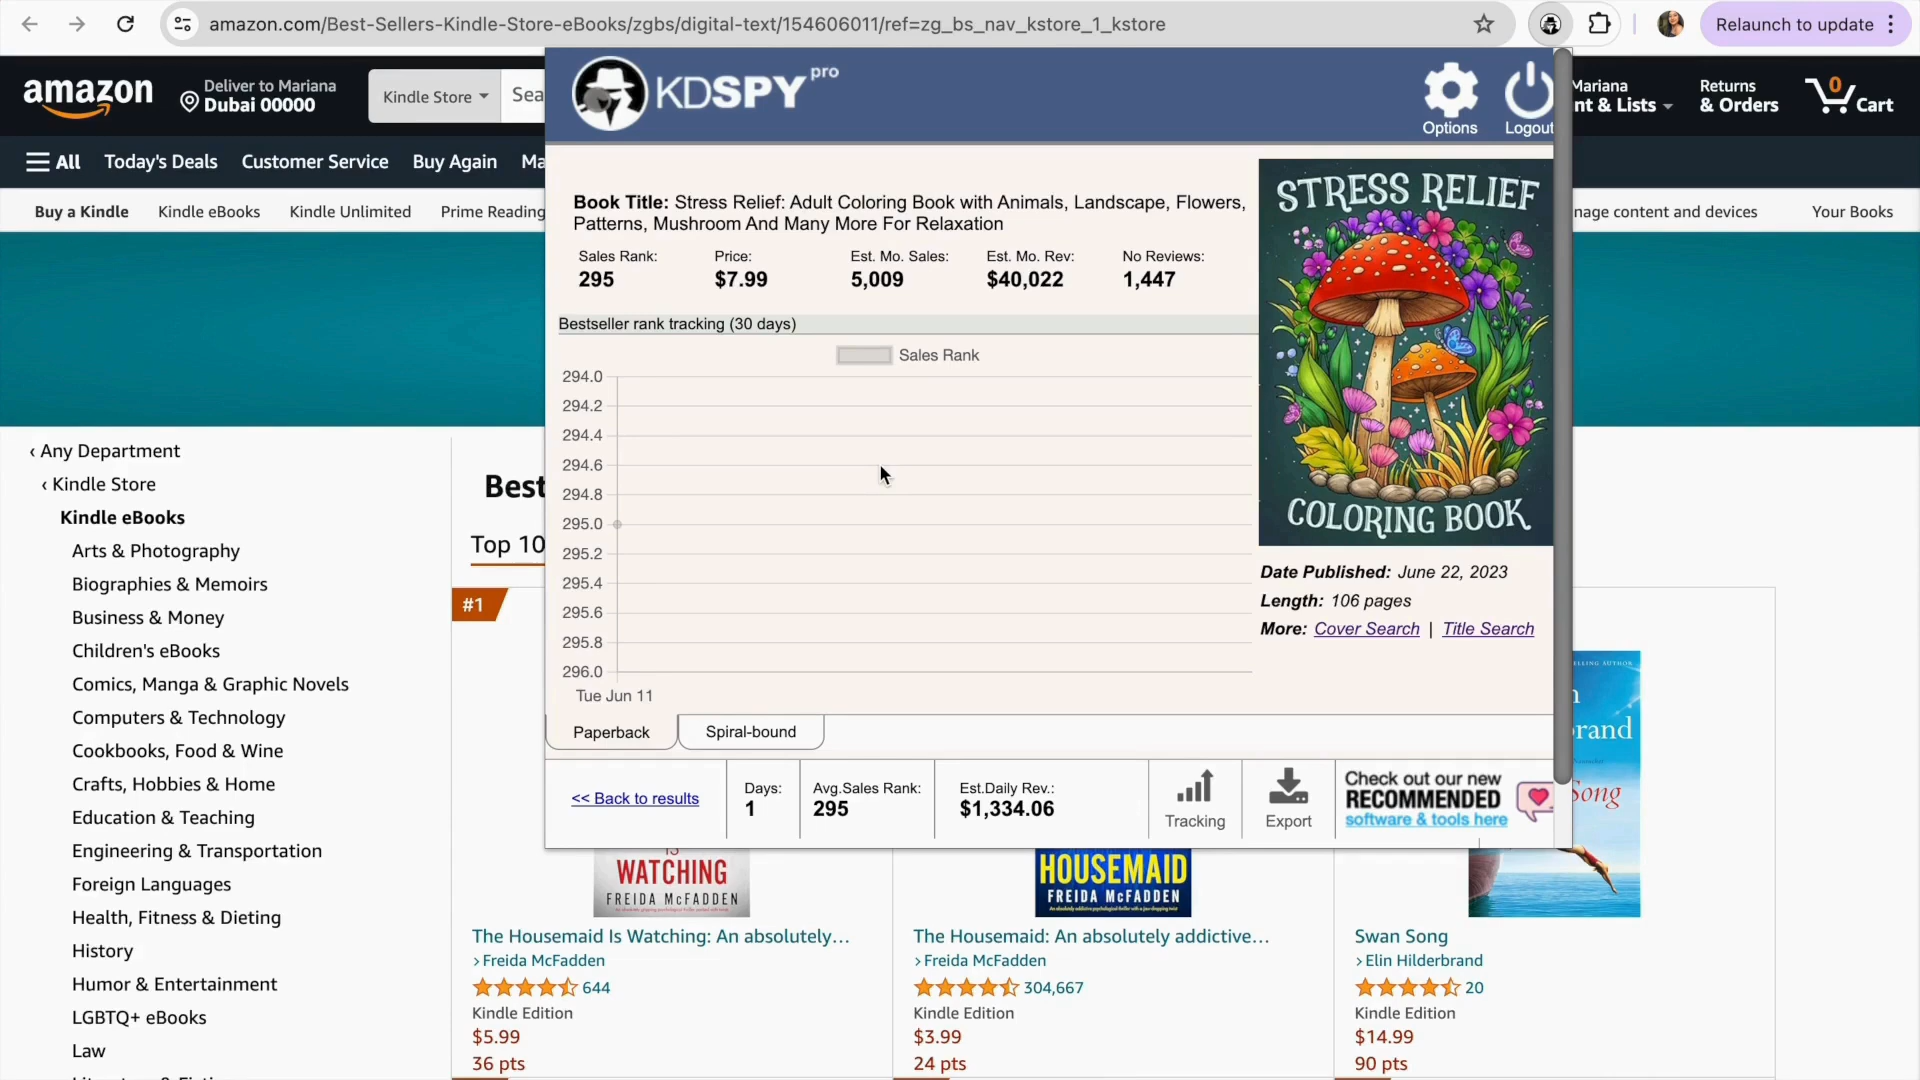 amazon.com/Best-Sellers-Kindle-Store-eBooks/zgbs/digital-text/154606011/ref=zg_bs_nav_kstore_1_kstore
Relaunch to update
amazon
Deliver to Mariana
Dubai 00000
Kindle Store
Sea
KDSPY pro
Options
Logout
Mariana
nt & Lists
Returns
& Orders
0
Cart
All
Today's Deals
Customer Service
Buy Again
Ma
Buy a Kindle
Kindle eBooks
Kindle Unlimited
Prime Reading
nage content and devices
Your Books
Book Title: Stress Relief: Adult Coloring Book with Animals, Landscape, Flowers,
Patterns, Mushroom And Many More For Relaxation
Sales Rank:
295
Price:
$7.99
Est. Mo. Sales:
5,009
Est. Mo. Rev:
$40,022
No Reviews:
1,447
Bestseller rank tracking (30 days)
Sales Rank
294.0
294.2
294.4
294.6
294.8
295.0
295.2
295.4
295.6
295.8
296.0
Tue Jun 11
STRESS RELIEF
COLORING BOOK
Date Published: June 22, 2023
Length: 106 pages
More: Cover Search | Title Search
Paperback
Spiral-bound
<< Back to results
Days:
1
Avg.Sales Rank:
295
Est.Daily Rev.:
$1,334.06
Tracking
Export
Check out our new
RECOMMENDED
software & tools here
‹ Any Department
‹ Kindle Store
Kindle eBooks
Arts & Photography
Biographies & Memoirs
Business & Money
Children's eBooks
Comics, Manga & Graphic Novels
Computers & Technology
Cookbooks, Food & Wine
Crafts, Hobbies & Home
Education & Teaching
Engineering & Transportation
Foreign Languages
Health, Fitness & Dieting
History
Humor & Entertainment
LGBTQ+ eBooks
Law
Best
Top 10
#1
IS
WATCHING
FREIDA McFADDEN
The Housemaid Is Watching: An absolutely…
› Freida McFadden
644
Kindle Edition
$5.99
36 pts
HOUSEMAID
FREIDA McFADDEN
The Housemaid: An absolutely addictive…
› Freida McFadden
304,667
Kindle Edition
$3.99
24 pts
ELLING AUTHOR
n
rand
Song
Swan Song
› Elin Hilderbrand
20
Kindle Edition
$14.99
90 pts